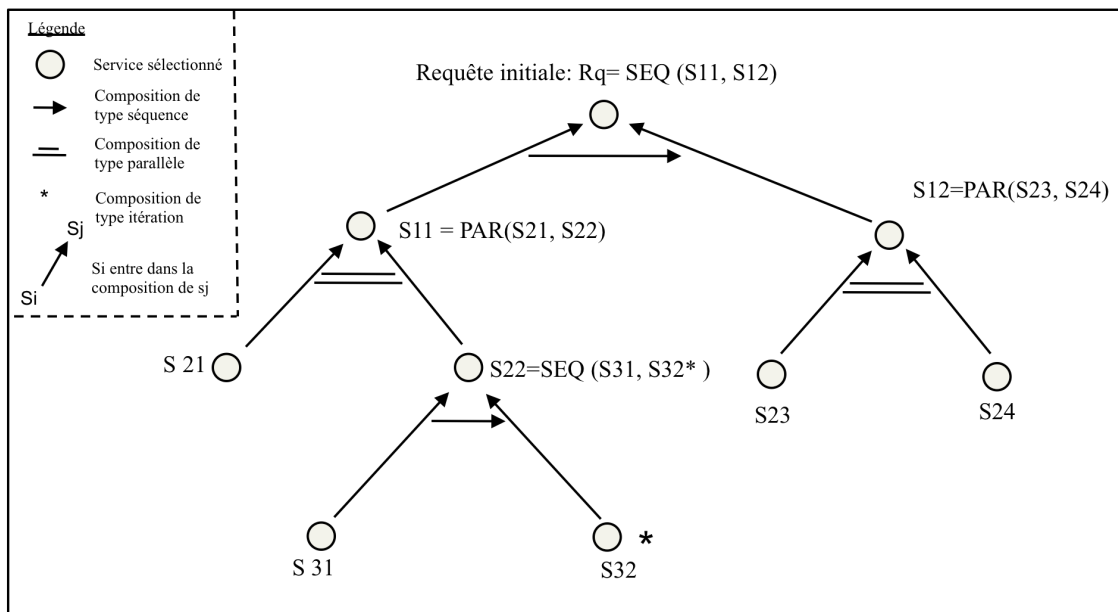 Légende
Service sélectionné
Composition de
type séquence
Composition de
type parallèle
*
Composition de
type itération
Sj
Si entre dans la
composition de sj
Si
Requête initiale: Rq= SEQ (S11, S12)
S12=PAR(S23, S24)
S11 = PAR(S21, S22)
S 21
S22=SEQ (S31, S32* )
S23
S24
S 31
S32
*